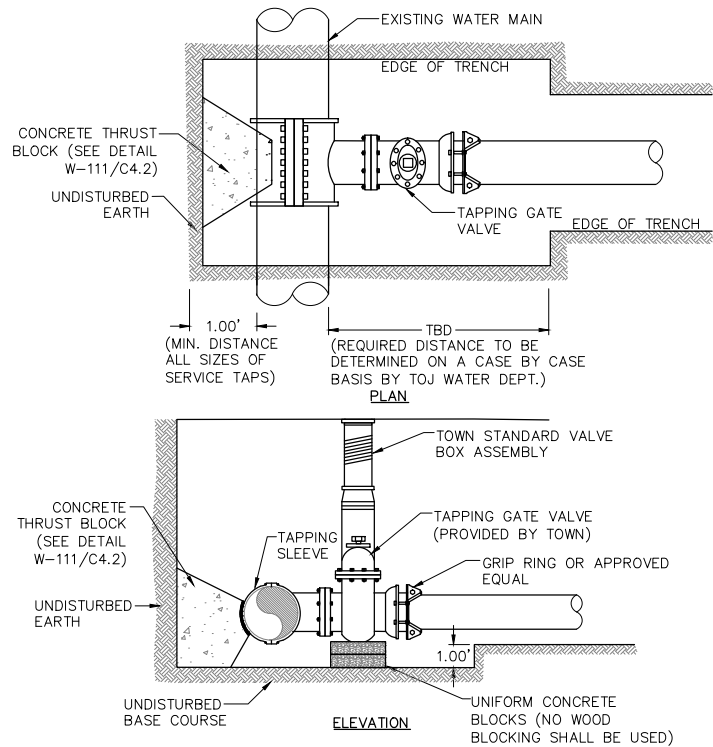 EXISTING WATER MAIN
EDGE OF TRENCH
CONCRETE THRUST
BLOCK (SEE DETAIL
W-111/C4.2)
UNDISTURBED
EARTH
TAPPING GATE
VALVE
EDGE OF TRENCH
1.00'
(MIN. DISTANCE
ALL SIZES OF
SERVICE TAPS)
TBD
(REQUIRED DISTANCE TO BE
DETERMINED ON A CASE BY CASE
BASIS BY TOJ WATER DEPT.)
PLAN
TOWN STANDARD VALVE
BOX ASSEMBLY
CONCRETE
THRUST BLOCK
(SEE DETAIL
W-111/C4.2)
TAPPING
SLEEVE
TAPPING GATE VALVE
(PROVIDED BY TOWN)
GRIP RING OR APPROVED
EQUAL
UNDISTURBED
EARTH
1.00'
UNDISTURBED
BASE COURSE
ELEVATION
UNIFORM CONCRETE
BLOCKS (NO WOOD
BLOCKING SHALL BE USED)